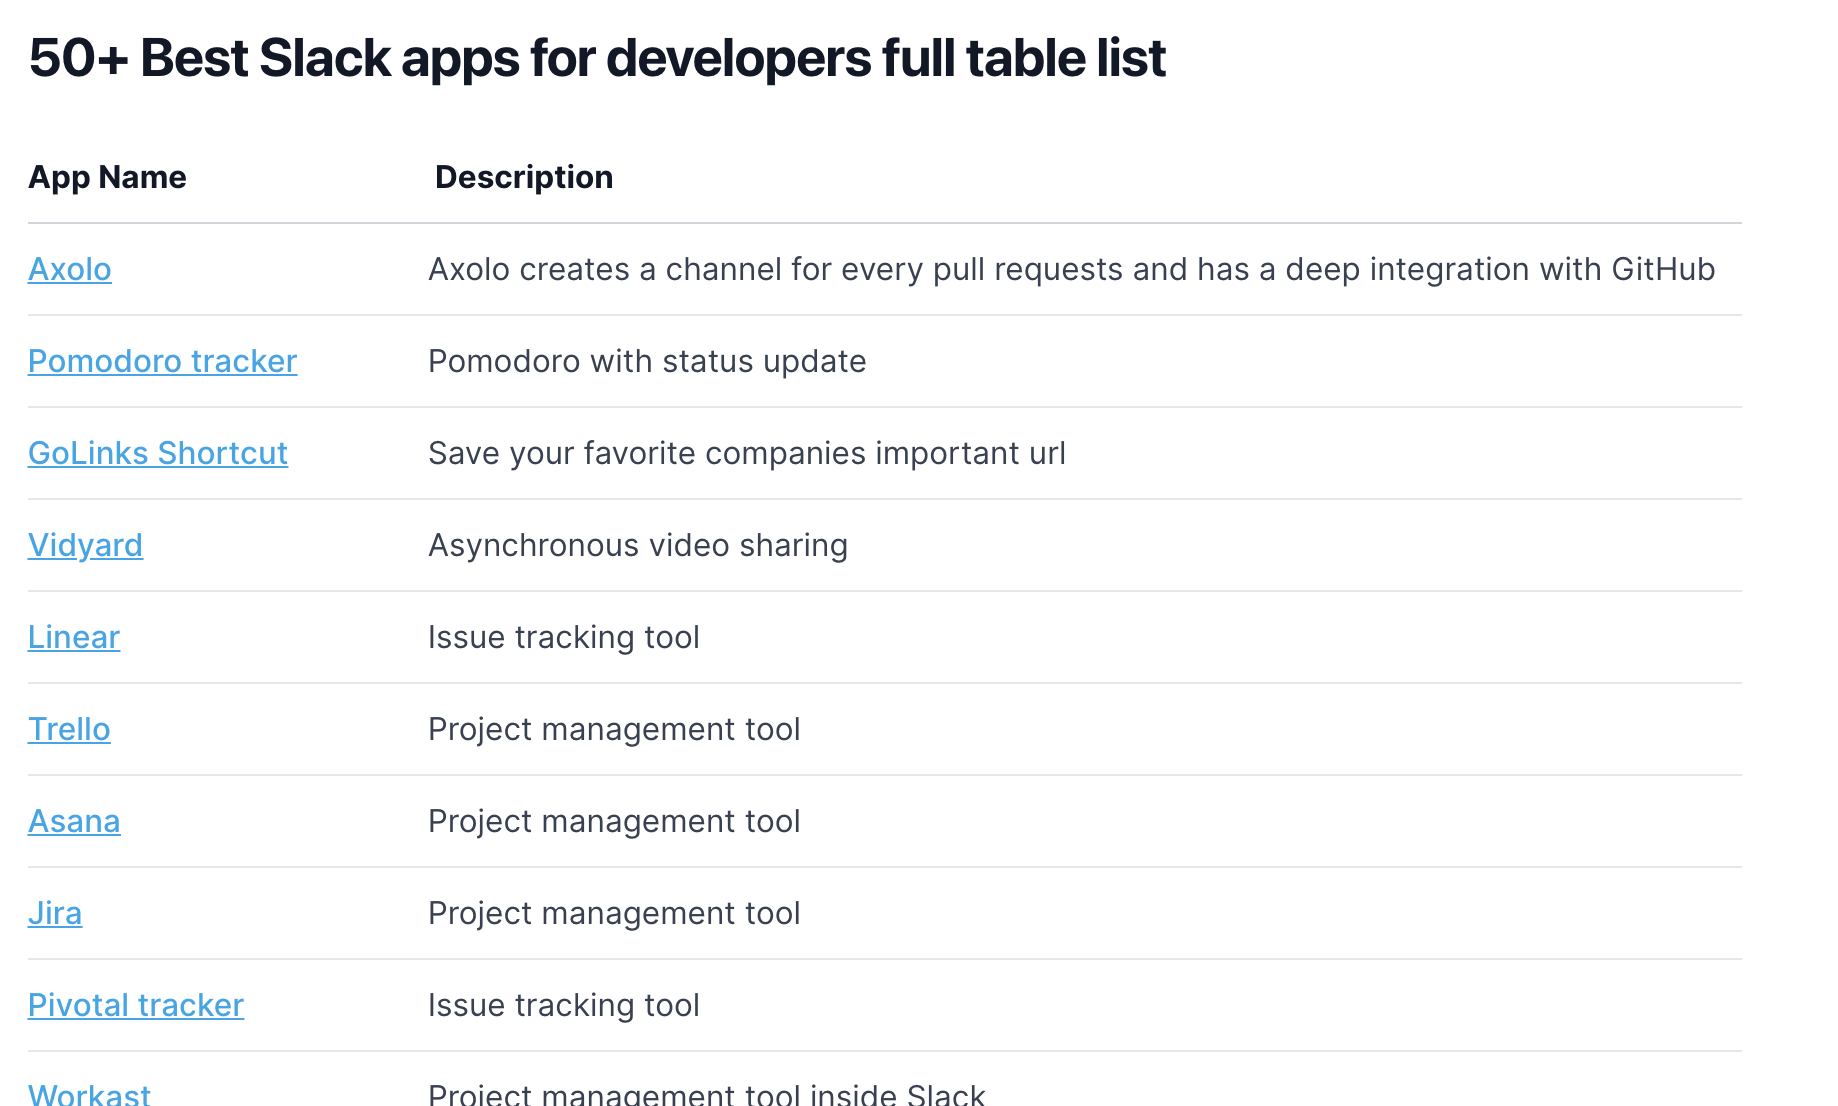 50+ Best Slack apps for developers full table list
App Name Description
Axolo Axolo creates a channel for every pull requests and has a deep integration with GitHub
Pomodoro tracker Pomodoro with status update
GoLinks Shortcut Save your favorite companies important url
Vidyard Asynchronous video sharing
Linear Issue tracking tool
Trello Project management tool
Asana Project management tool
Jira Project management tool
Pivotal tracker Issue tracking tool
Workast Project management tool inside Slack